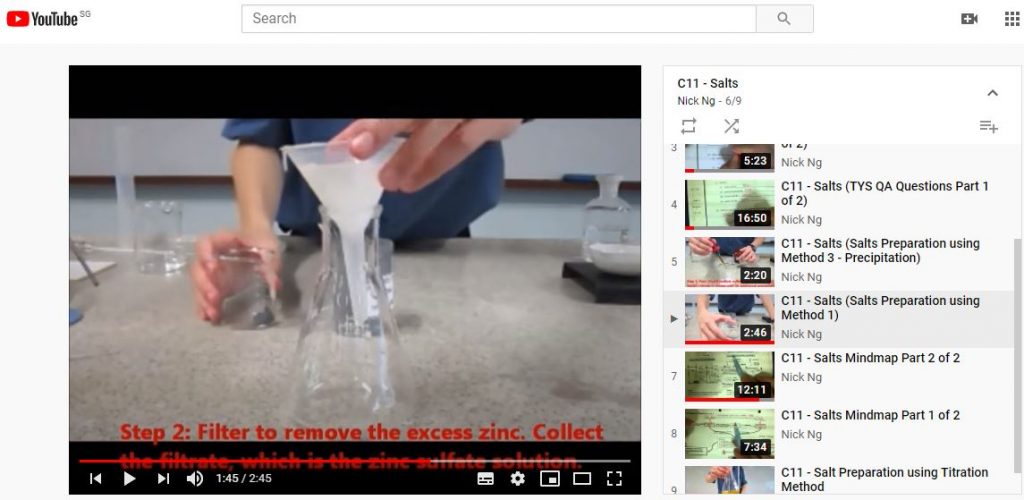 YouTube SG
Search
C11 - Salts
Nick Ng - 6/9
3
5:23
of 2)
Nick Ng
4
16:50
C11 - Salts (TYS QA Questions Part 1
of 2)
Nick Ng
5
2:20
C11 - Salts (Salts Preparation using
Method 3 - Precipitation)
Nick Ng
2:46
C11 - Salts (Salts Preparation using
Method 1)
Nick Ng
7
12:11
C11 - Salts Mindmap Part 2 of 2
Nick Ng
8
7:34
C11 - Salts Mindmap Part 1 of 2
Nick Ng
9
C11 - Salt Preparation using Titration
Method
Step 2: Filter to remove the excess zinc. Collect
the filtrate, which is the zinc sulfate solution.
1:45 / 2:45